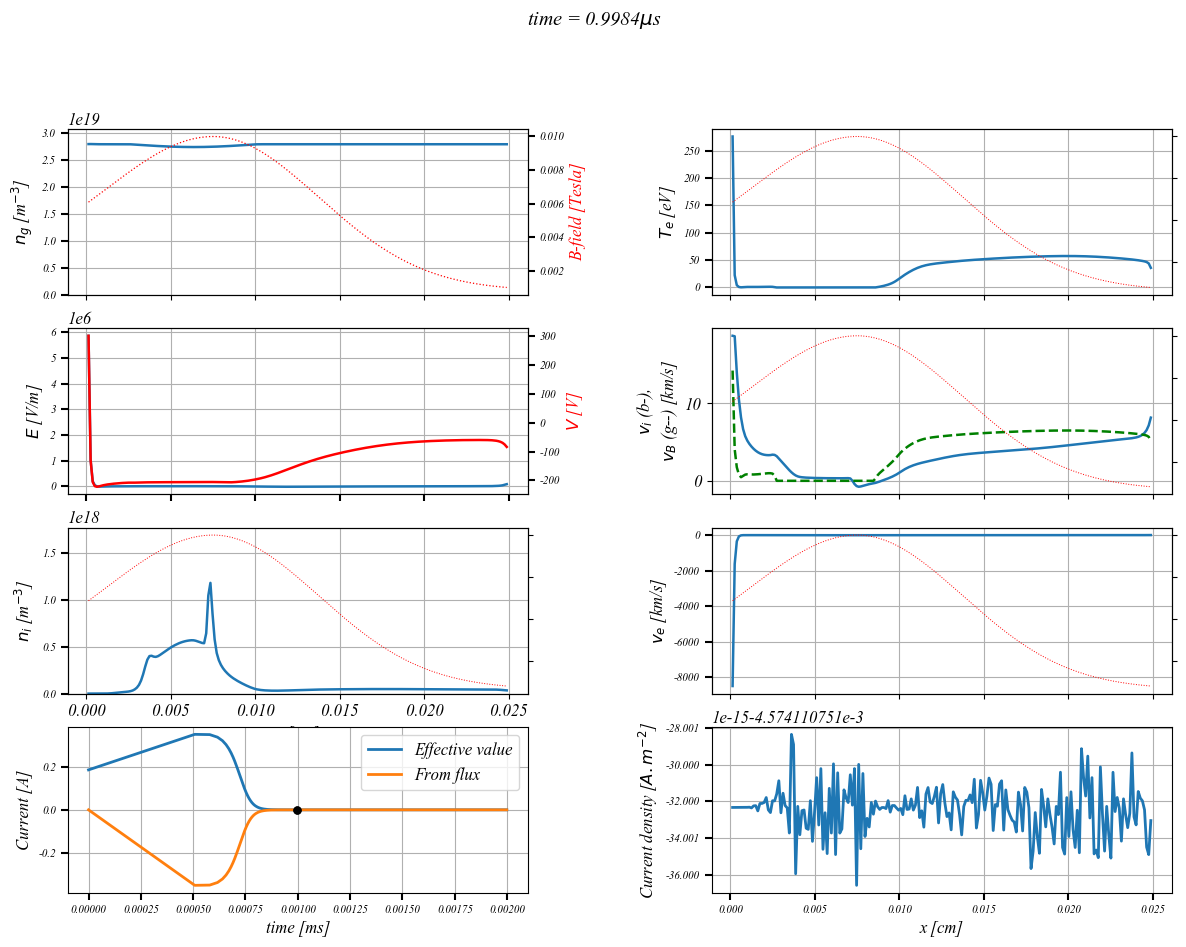 time = 0.9984μs
1e19
3.0
2.5
2.0
1.5
1.0
0.5
0.0
n_g [m^{-3}]
0.010
0.008
0.006
0.004
0.002
B-field [Tesla]
250
200
150
100
50
0
T_e [eV]
1e6
6
5
4
3
2
1
0
E [V/m]
300
200
100
0
-100
-200
V [V]
10
0
v_i (b-),
v_B (g--) [km/s]
1e18
1.5
1.0
0.5
0.0
n_i [m^{-3}]
0.000 0.005 0.010 0.015 0.020 0.025
0
-2000
-4000
-6000
-8000
v_e [km/s]
0.2
0.0
-0.2
Current [A]
Effective value
From flux
0.00000 0.00025 0.00050 0.00075 0.00100 0.00125 0.00150 0.00175 0.00200
time [ms]
1e-15-4.574110751e-3
-28.001
-30.000
-32.000
-34.001
-36.000
Current density [A.m^{-2}]
0.000 0.005 0.010 0.015 0.020 0.025
x [cm]